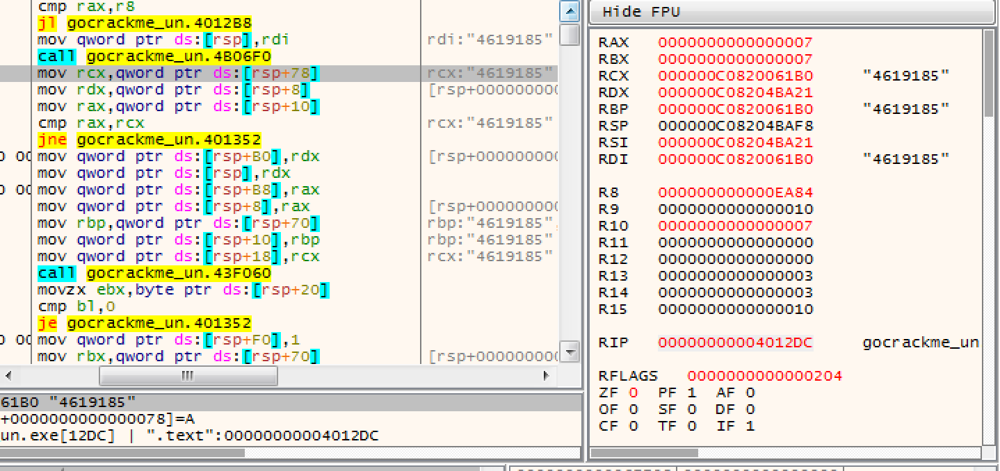 cmp rax,r8
jl gocrackme_un.4012B8
mov qword ptr ds:[rsp],rdi rdi:"4619185"
call gocrackme_un.4B06F0
mov rcx,qword ptr ds:[rsp+78] rcx:"4619185"
mov rdx,qword ptr ds:[rsp+8] [rsp+000000000
mov rax,qword ptr ds:[rsp+10]
cmp rax,rcx rcx:"4619185"
jne gocrackme_un.401352
0 00 mov qword ptr ds:[rsp+B0],rdx [rsp+000000000
mov qword ptr ds:[rsp],rdx
0 00 mov qword ptr ds:[rsp+B8],rax
mov qword ptr ds:[rsp+8],rax [rsp+000000000
mov rbp,qword ptr ds:[rsp+70] rbp:"4619185",
mov qword ptr ds:[rsp+10],rbp rbp:"4619185"
mov qword ptr ds:[rsp+18],rcx rcx:"4619185"
call gocrackme_un.43F060
movzx ebx,byte ptr ds:[rsp+20]
cmp bl,0
je gocrackme_un.401352
0 00 mov qword ptr ds:[rsp+F0],1
mov rbx,qword ptr ds:[rsp+70] [rsp+000000000
61B0 "4619185"
+0000000000000078]=A
un.exe[12DC] | ".text":00000000004012DC
Hide FPU
RAX 0000000000000007
RBX 0000000000000007
RCX 000000C0820061B0 "4619185"
RDX 000000C08204BA21
RBP 000000C0820061B0 "4619185"
RSP 000000C08204BAF8
RSI 000000C08204BA21
RDI 000000C0820061B0 "4619185"
R8 000000000000EA84
R9 0000000000000010
R10 0000000000000007
R11 0000000000000000
R12 0000000000000000
R13 0000000000000003
R14 0000000000000003
R15 0000000000000010
RIP 00000000004012DC gocrackme_un
RFLAGS 0000000000000204
ZF 0 PF 1 AF 0
OF 0 SF 0 DF 0
CF 0 TF 0 IF 1